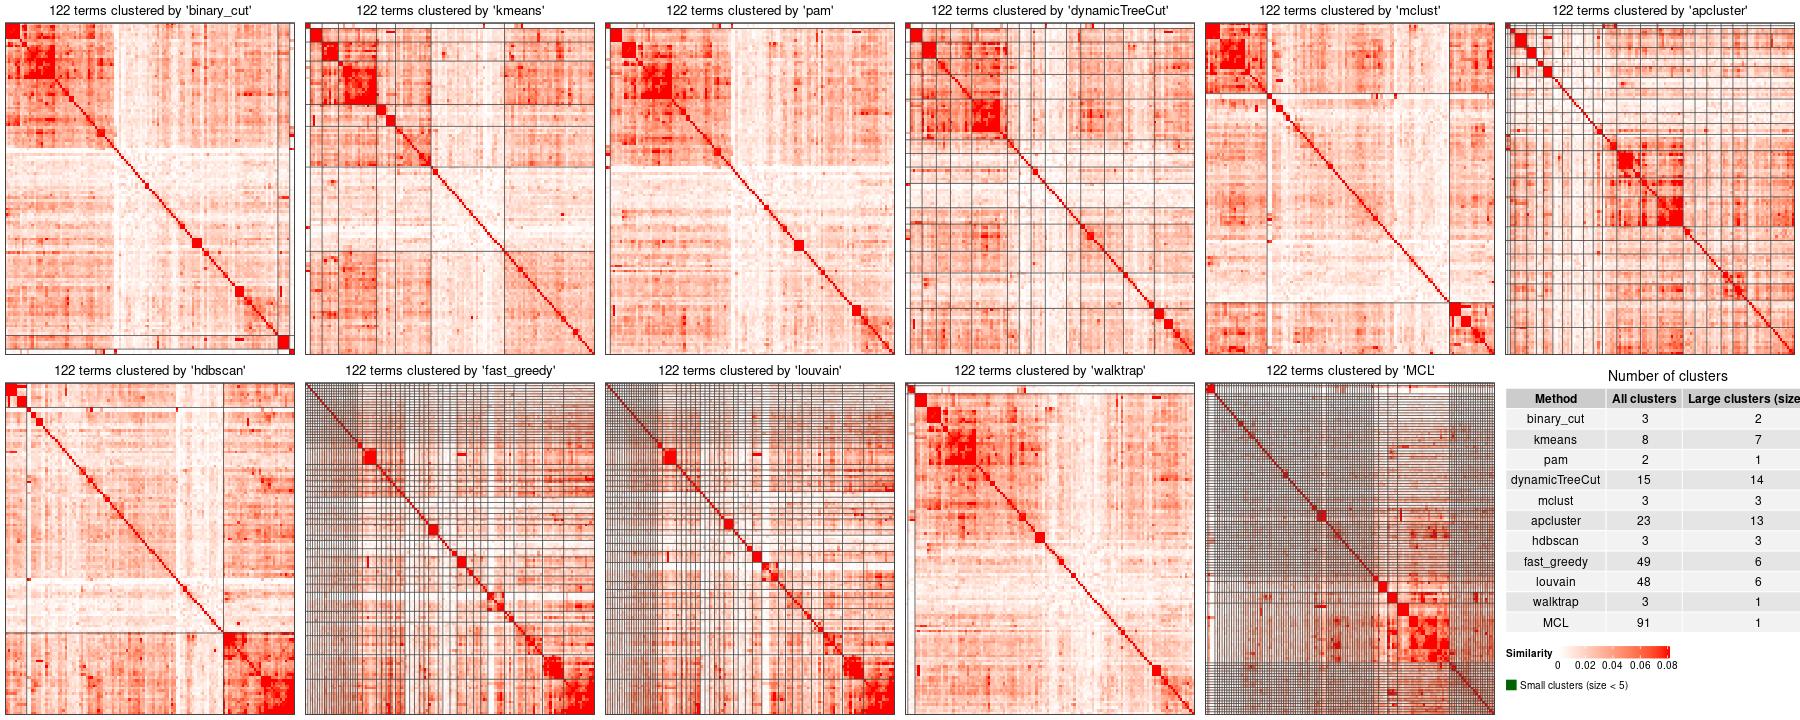 122 terms clustered by 'binary_cut'
122 terms clustered by 'kmeans'
122 terms clustered by 'pam'
122 terms clustered by 'dynamicTreeCut'
122 terms clustered by 'mclust'
122 terms clustered by 'apcluster'
122 terms clustered by 'hdbscan'
122 terms clustered by 'fast_greedy'
122 terms clustered by 'louvain'
122 terms clustered by 'walktrap'
122 terms clustered by 'MCL'
Number of clusters
Method All clusters Large clusters (size
binary_cut 3 2
kmeans 8 7
pam 2 1
dynamicTreeCut 15 14
mclust 3 3
apcluster 23 13
hdbscan 3 3
fast_greedy 49 6
louvain 48 6
walktrap 3 1
MCL 91 1
Similarity
0 0.02 0.04 0.06 0.08
Small clusters (size < 5)